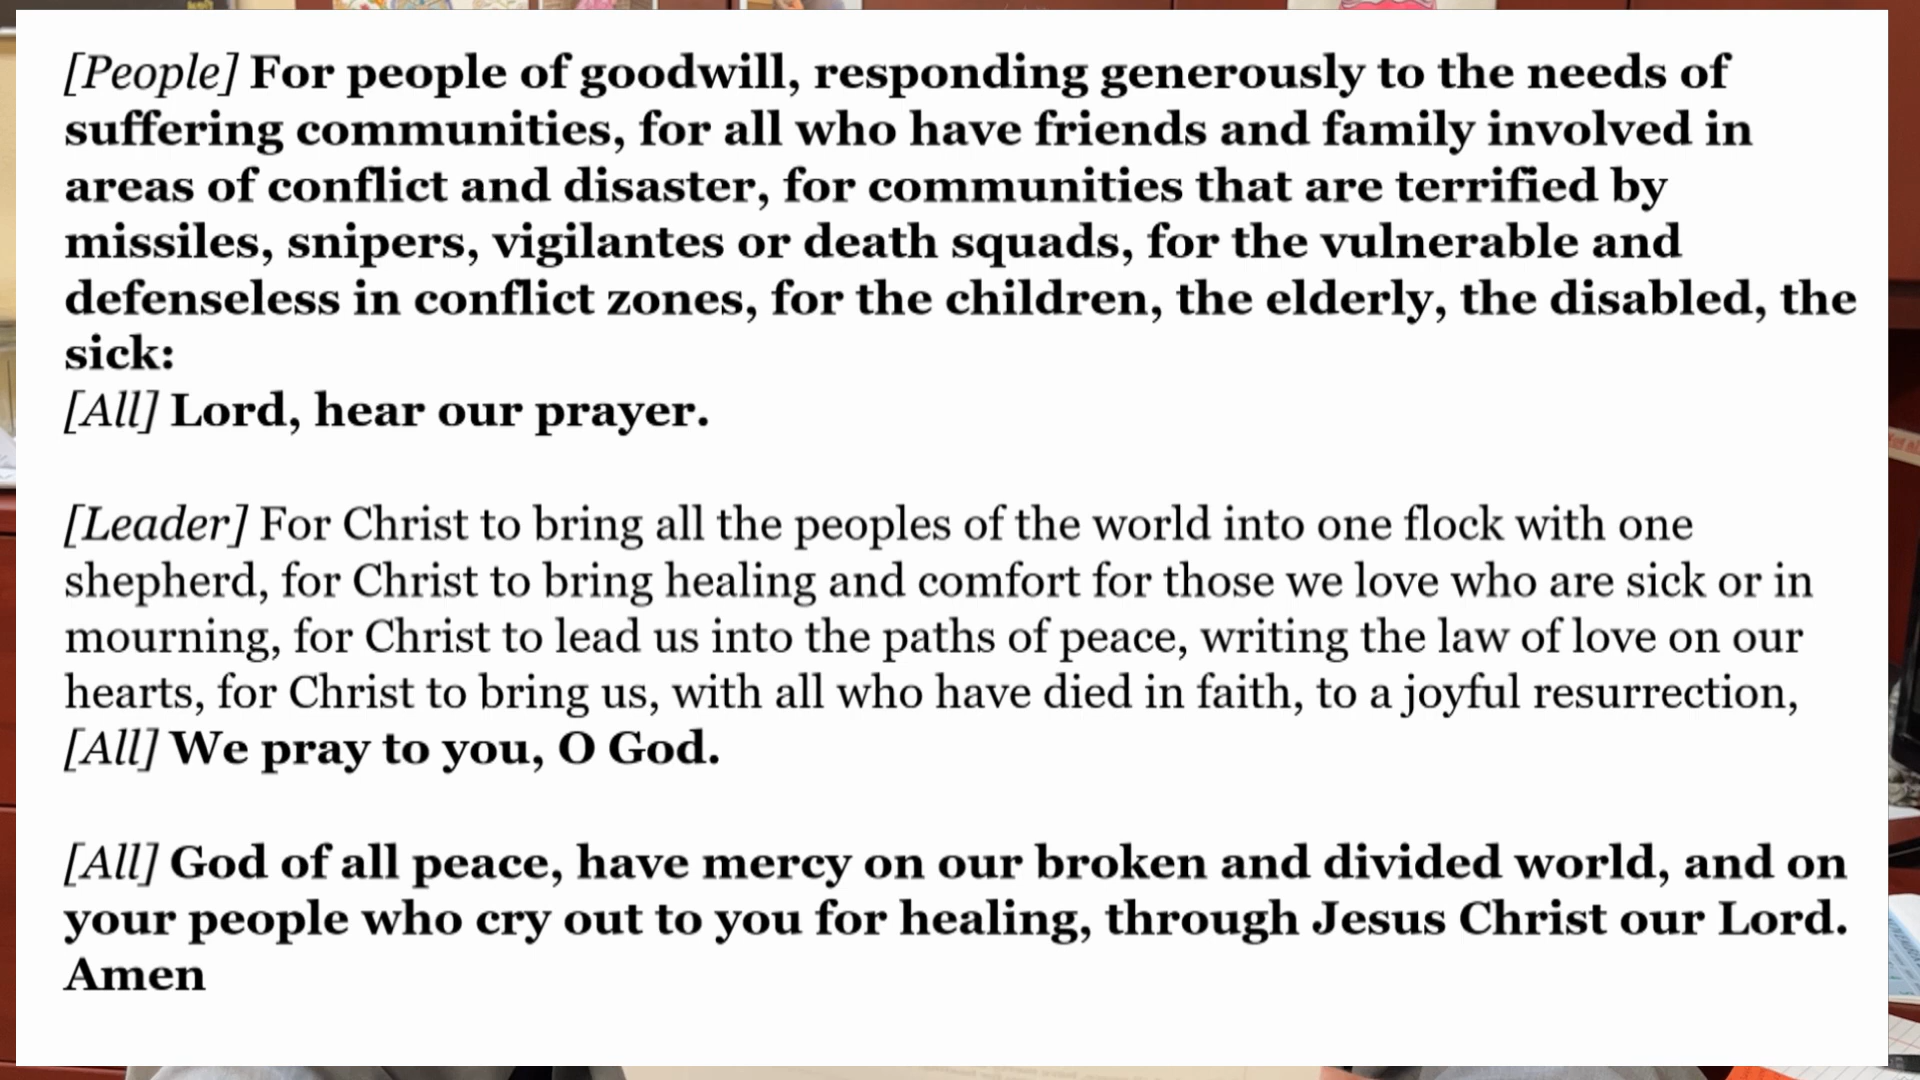 [People] For people of goodwill, responding generously to the needs of
suffering communities, for all who have friends and family involved in
areas of conflict and disaster, for communities that are terrified by
missiles, snipers, vigilantes or death squads, for the vulnerable and
defenseless in conflict zones, for the children, the elderly, the disabled, the
sick:
[All] Lord, hear our prayer.
[Leader] For Christ to bring all the peoples of the world into one flock with one
shepherd, for Christ to bring healing and comfort for those we love who are sick or in
mourning, for Christ to lead us into the paths of peace, writing the law of love on our
hearts, for Christ to bring us, with all who have died in faith, to a joyful resurrection,
[All] We pray to you, O God.
[All] God of all peace, have mercy on our broken and divided world, and on
your people who cry out to you for healing, through Jesus Christ our Lord.
Amen